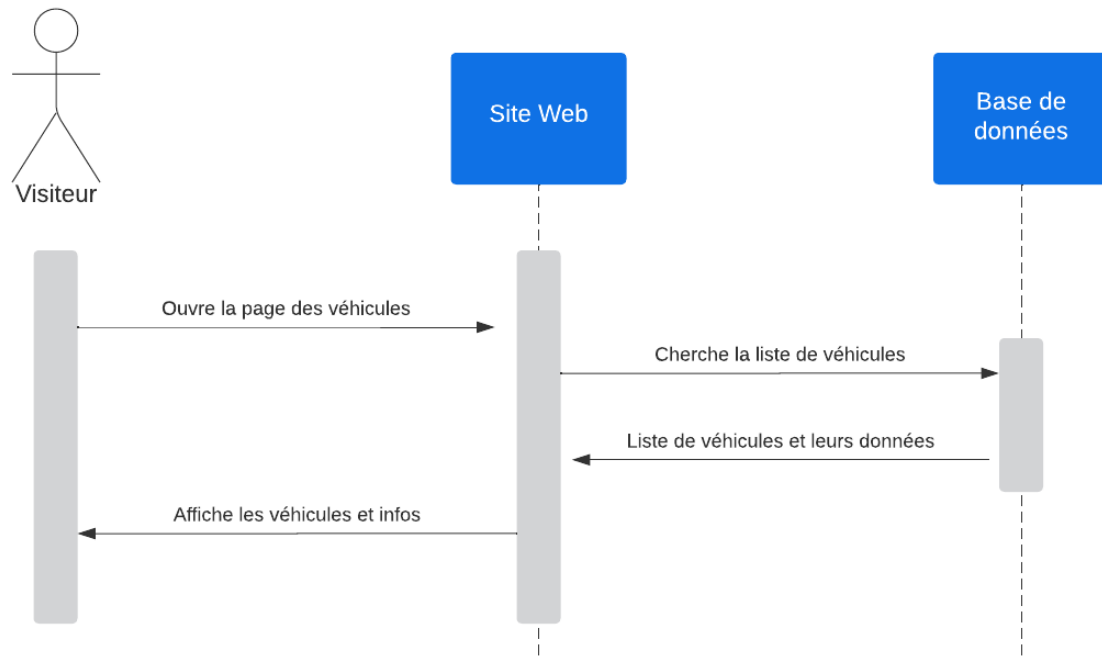 Visiteur
Site Web
Base de
données
Ouvre la page des véhicules
Cherche la liste de véhicules
Liste de véhicules et leurs données
Affiche les véhicules et infos